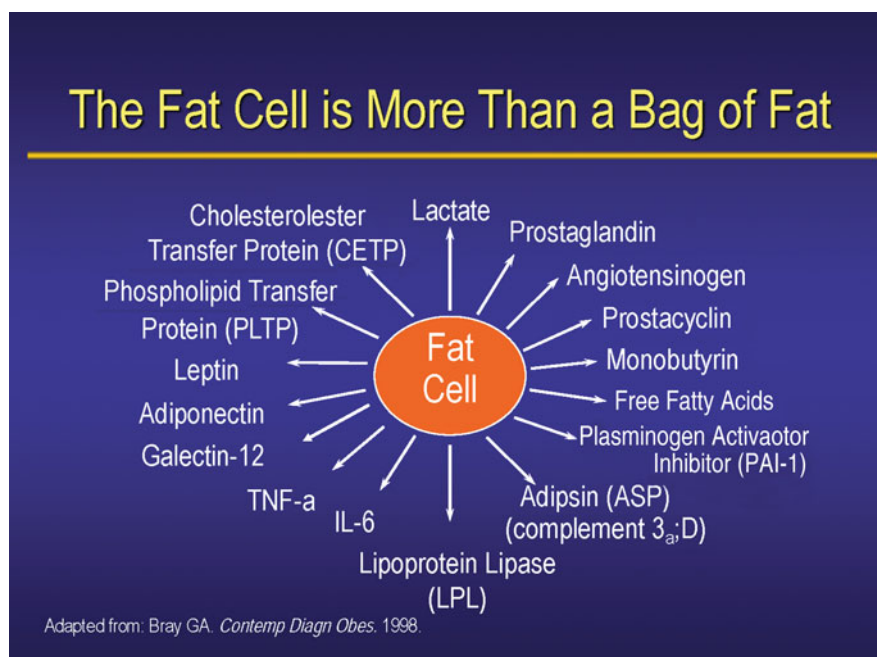 The Fat Cell is More Than a Bag of Fat
Cholesterolester
Transfer Protein (CETP)
Phospholipid Transfer
Protein (PLTP)
Leptin
Adiponectin
Galectin-12
TNF-a
IL-6
Lipoprotein Lipase
(LPL)
Lactate
Prostaglandin
Angiotensinogen
Prostacyclin
Monobutyrin
Free Fatty Acids
Plasminogen Activaotor
Inhibitor (PAI-1)
Adipsin (ASP)
(complement 3a;D)
Fat
Cell
Adapted from: Bray GA. Contemp Diagn Obes. 1998.